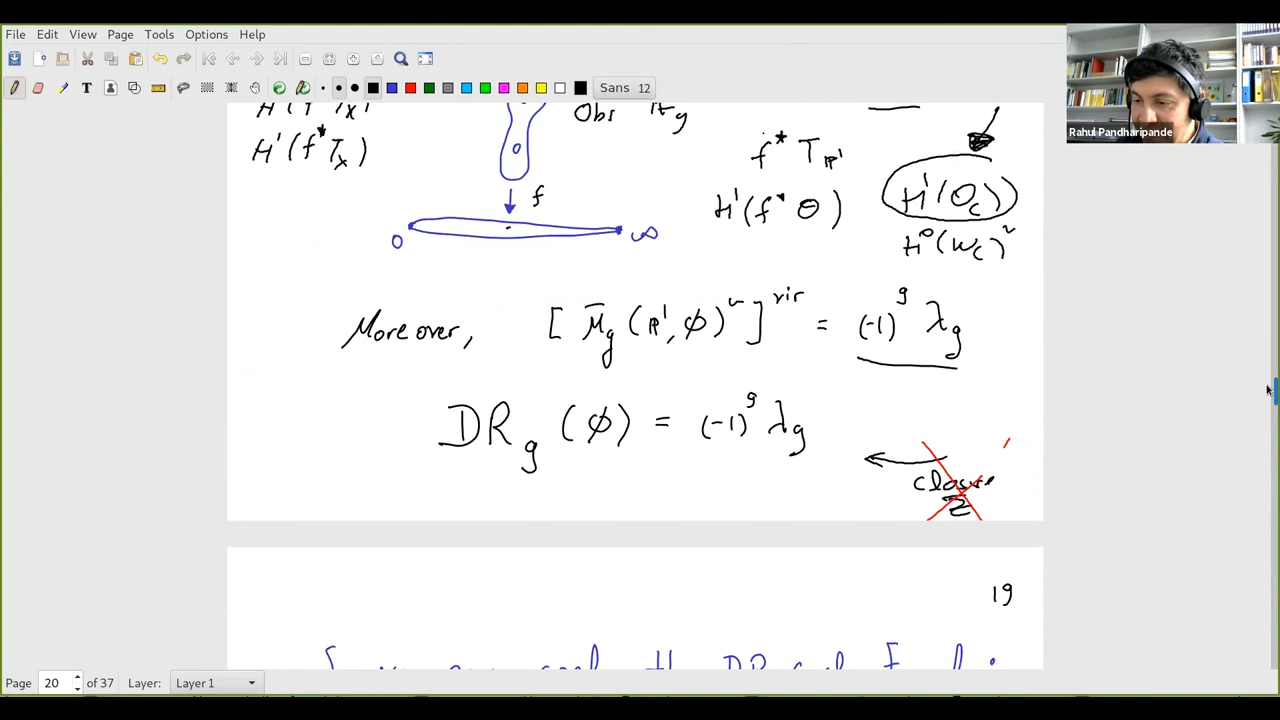 File Edit View Page Tools Options Help
Sans 12
Rahul Pandharipande
H¹(f*T_X)
Obs
f* T_ℙ¹
H¹(f* O)
H¹(O_C)
H⁰(ω_C)^∨
f
0
∞
Moreover, [ M̄_g (ℙ¹, ϕ)^~ ]^vir = (-1)^g λ_g
DR_g (ϕ) = (-1)^g λ_g
closure
Z
19
Page 20 of 37 Layer: Layer 1